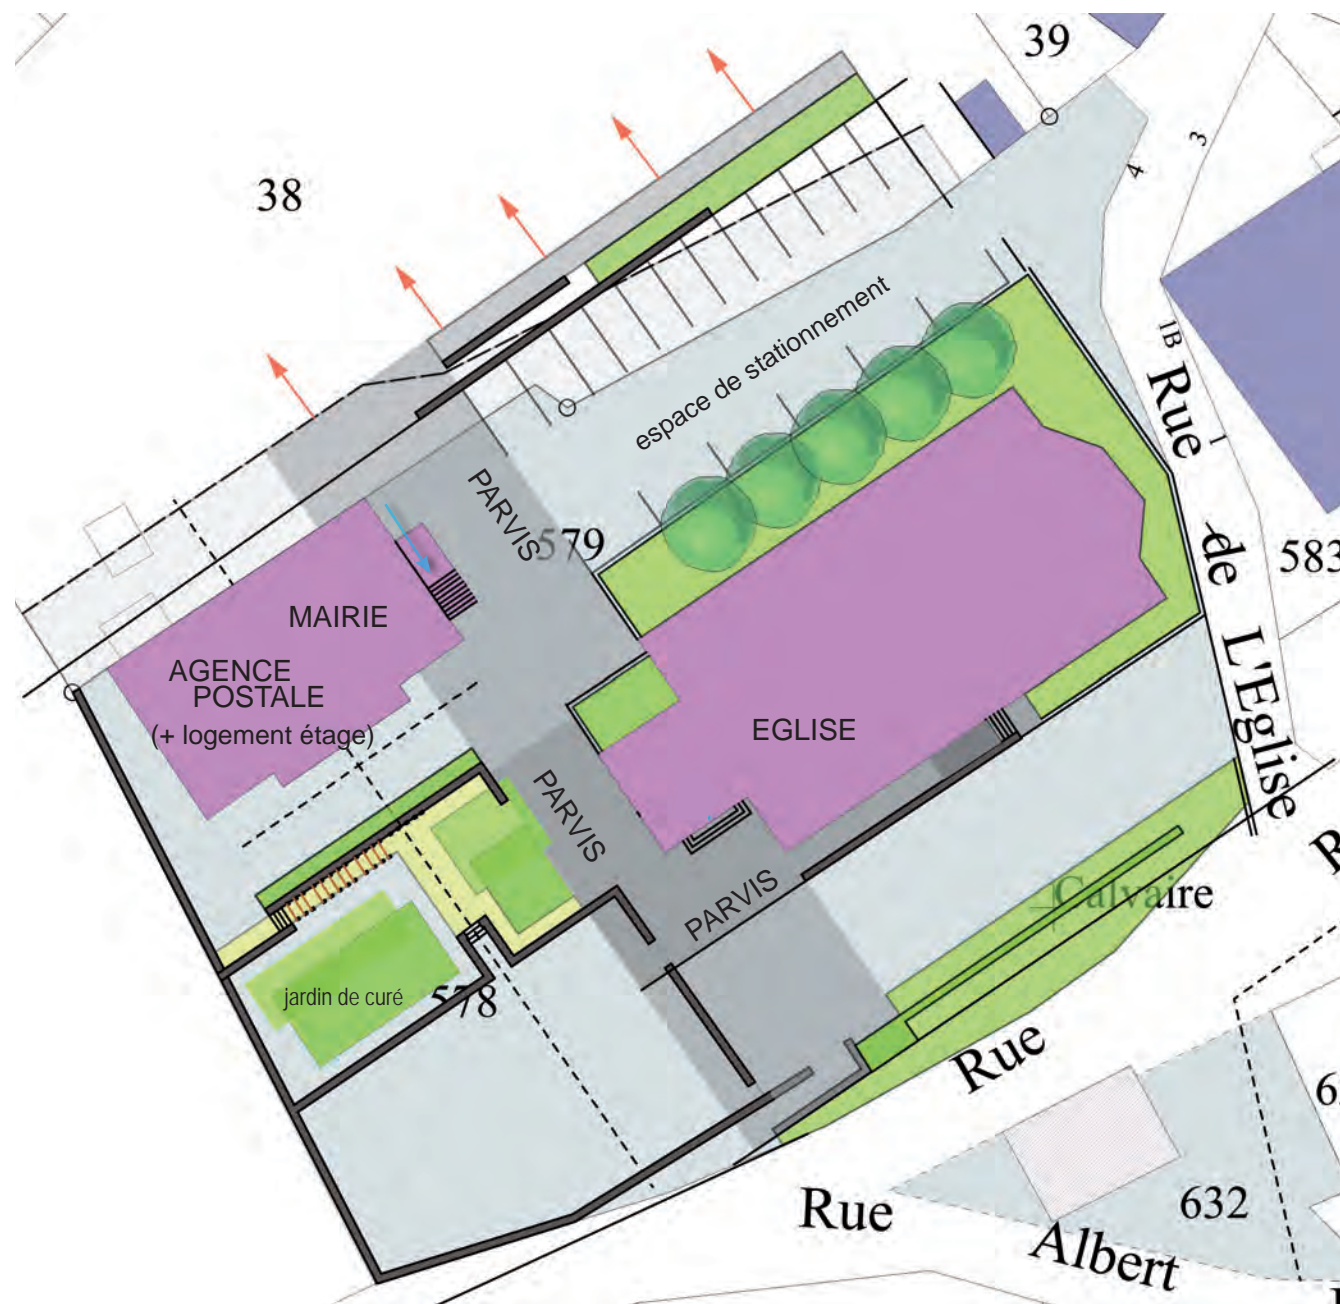 39
38
3
4
espace de stationnement
1B
1
Rue
de
L'Eglise
PARVIS
579
583
MAIRIE
AGENCE
POSTALE
(+ logement étage)
EGLISE
PARVIS
PARVIS
Calvaire
jardin de curé
578
Rue
Rue
Albert
632